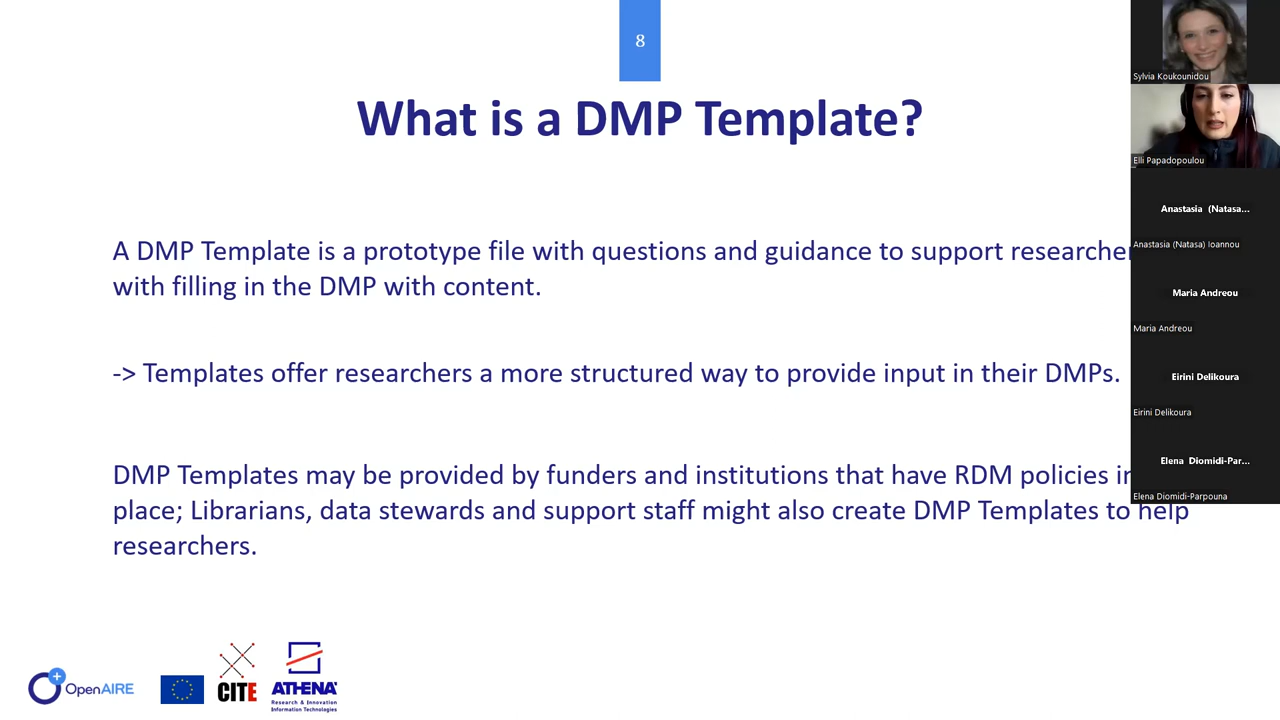 8
What is a DMP Template?
A DMP Template is a prototype file with questions and guidance to support
with filling in the DMP with content.
-> Templates offer researchers a more structured way to provide input in their DMPs.
DMP Templates may be provided by funders and institutions that have RDM policies in
place; Librarians, data stewards and support staff might also create DMP Templates to help
researchers.
OpenAIRE
CITE
ATHENA
Research & Innovation
Information Technologies
Sylvia Koukounidou
Elli Papadopoulou
Anastasia (Natasa...
Anastasia (Natasa) Ioannou
Maria Andreou
Maria Andreou
Eirini Delikoura
Eirini Delikoura
Elena Diomidi-Par...
Elena Diomidi-Parpouna